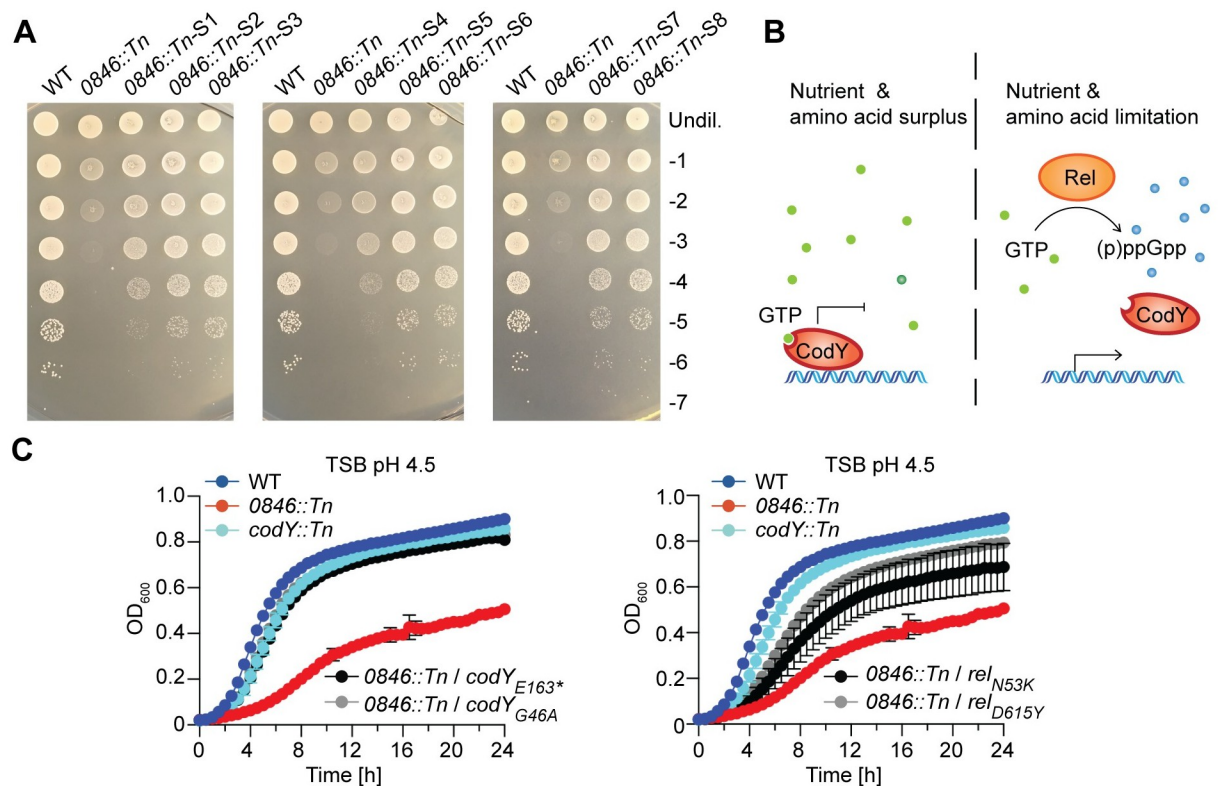 A
WT
0846::Tn
0846::Tn-S1
0846::Tn-S2
0846::Tn-S3
WT
0846::Tn
0846::Tn-S4
0846::Tn-S5
0846::Tn-S6
WT
0846::Tn
0846::Tn-S7
0846::Tn-S8
Undil.
-1
-2
-3
-4
-5
-6
-7
B
Nutrient &
amino acid surplus
GTP
CodY
Nutrient &
amino acid limitation
Rel
GTP
(p)ppGpp
CodY
C
TSB pH 4.5
WT
0846::Tn
codY::Tn
1.0
0.8
0.6
0.4
0.2
0
OD600
0846::Tn / codYE163*
0846::Tn / codYG46A
0 4 8 12 16 20 24
Time [h]
TSB pH 4.5
WT
0846::Tn
codY::Tn
1.0
0.8
0.6
0.4
0.2
0
OD600
0846::Tn / relN53K
0846::Tn / relD615Y
0 4 8 12 16 20 24
Time [h]